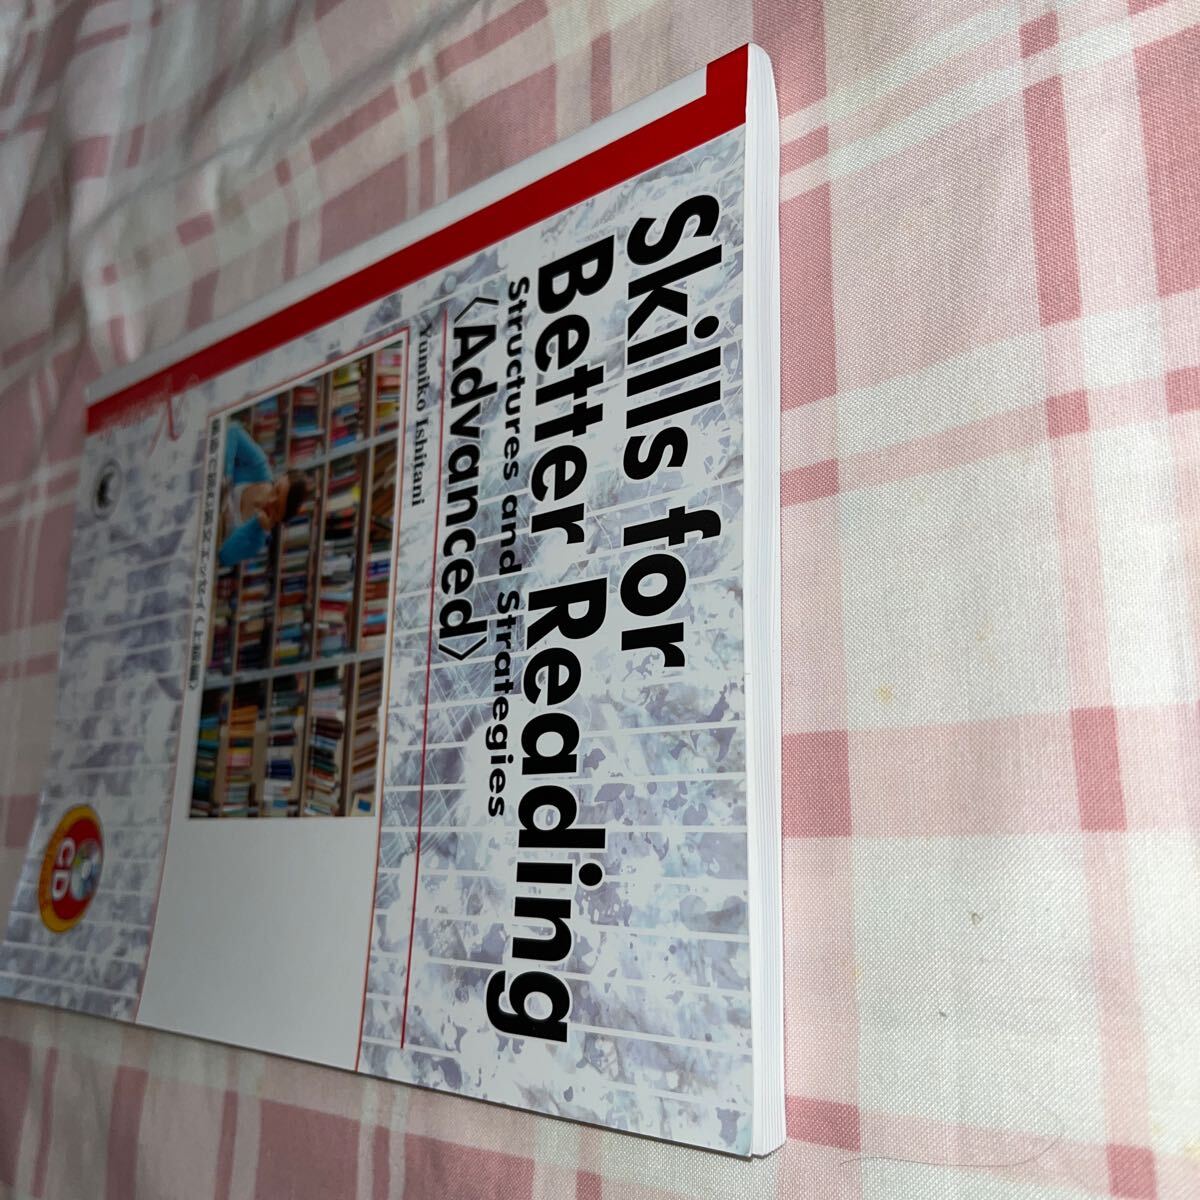 Skills for
Better Reading
Structures and Strategies
〈Advanced〉
Yumiko Ishitani
CD